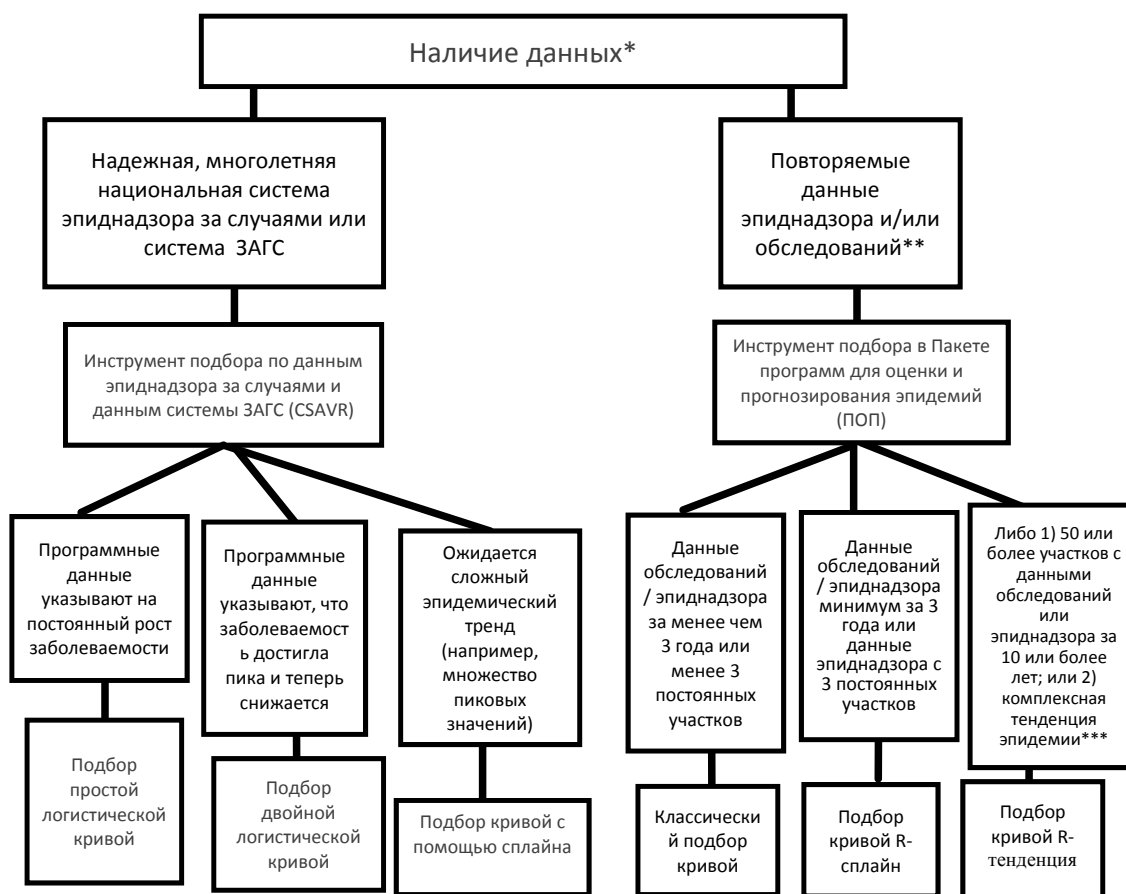 Наличие данных*
Надежная, многолетняя
национальная система
эпиднадзора за случаями или
система ЗАГС
Повторяемые
данные
эпиднадзора и/или
обследований**
Инструмент подбора по данным
эпиднадзора за случаями и
данным системы ЗАГС (CSAVR)
Инструмент подбора в Пакете
программ для оценки и
прогнозирования эпидемий
(ПОП)
Программные
данные
указывают на
постоянный рост
заболеваемости
Программные
данные
указывают, что
заболеваемост
ь достигла
пика и теперь
снижается
Ожидается
сложный
эпидемический
тренд
(например,
множество
пиковых
значений)
Данные
обследований
/ эпиднадзора
за менее чем
3 года или
менее 3
постоянных
участков
Данные
обследований
/ эпиднадзора
минимум за 3
года или
данные
эпиднадзора с
3 постоянных
участков
Либо 1) 50 или
более участков с
данными
обследований
или
эпиднадзора за
10 или более
лет; или 2)
комплексная
тенденция
эпидемии***
Подбор
простой
логистической
кривой
Подбор
двойной
логистической
кривой
Подбор кривой с
помощью сплайна
Классически
й подбор
кривой
Подбор
кривой R-
сплайн
Подбор
кривой R-
тенденция